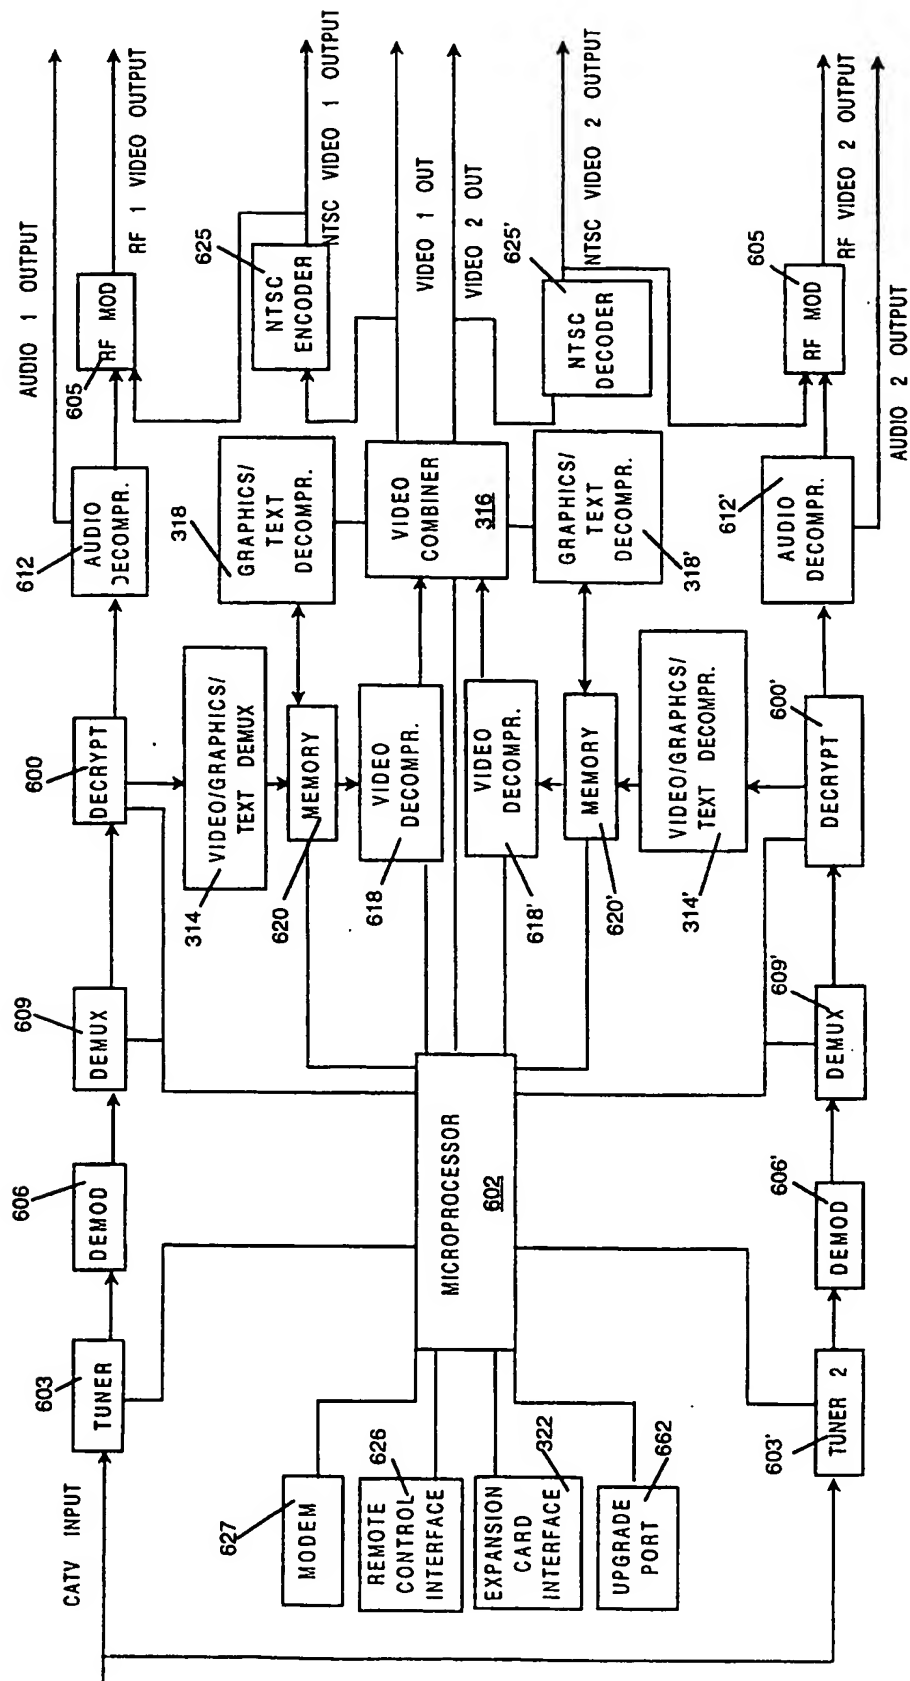 CATV INPUT
603
TUNER
606
DEMOD
609
DEMUX
600
DECRYPT
612
AUDIO
DECOMPR.
605
RF MOD
AUDIO 1 OUTPUT
RF 1 VIDEO OUTPUT
314
VIDEO/GRAPHICS/
TEXT DEMUX
318
GRAPHICS/
TEXT
DECOMPR.
625
NTSC
ENCODER
NTSC VIDEO 1 OUTPUT
627
MODEM
620
MEMORY
626
REMOTE
CONTROL
INTERFACE
618
VIDEO
DECOMPR.
MICROPROCESSOR
602
VIDEO
COMBINER
316
VIDEO 1 OUT
VIDEO 2 OUT
322
EXPANSION
CARD
INTERFACE
618'
VIDEO
DECOMPR.
662
UPGRADE
PORT
620'
MEMORY
GRAPHICS/
TEXT
DECOMPR.
318'
625'
NTSC
DECODER
NTSC VIDEO 2 OUTPUT
314'
VIDEO/GRAPHCS/
TEXT DECOMPR.
603'
TUNER 2
606'
DEMOD
609'
DEMUX
600'
DECRYPT
612'
AUDIO
DECOMPR.
605
RF MOD
RF VIDEO 2 OUTPUT
AUDIO 2 OUTPUT